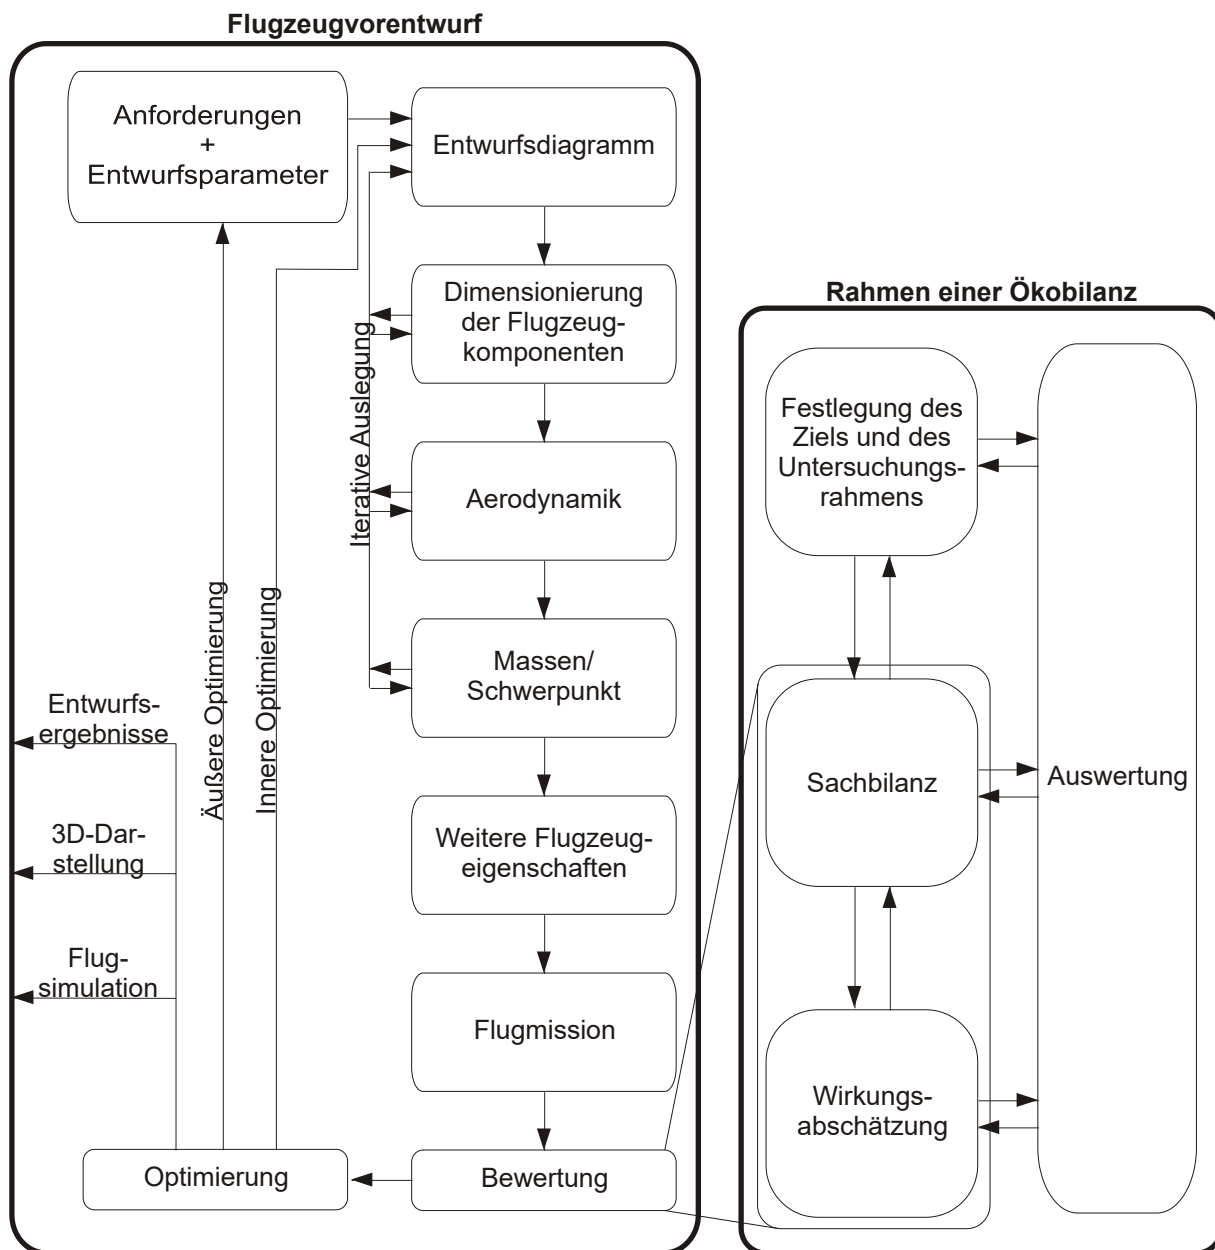 Flugzeugvorentwurf
Anforderungen
+
Entwurfsparameter
Entwurfsdiagramm
Dimensionierung
der Flugzeug-
komponenten
Iterative Auslegung
Aerodynamik
Massen/
Schwerpunkt
Äußere Optimierung
Innere Optimierung
Entwurfs-
ergebnisse
3D-Dar-
stellung
Flug-
simulation
Weitere Flugzeug-
eigenschaften
Flugmission
Optimierung
Bewertung
Rahmen einer Ökobilanz
Festlegung des
Ziels und des
Untersuchungs-
rahmens
Sachbilanz
Auswertung
Wirkungs-
abschätzung